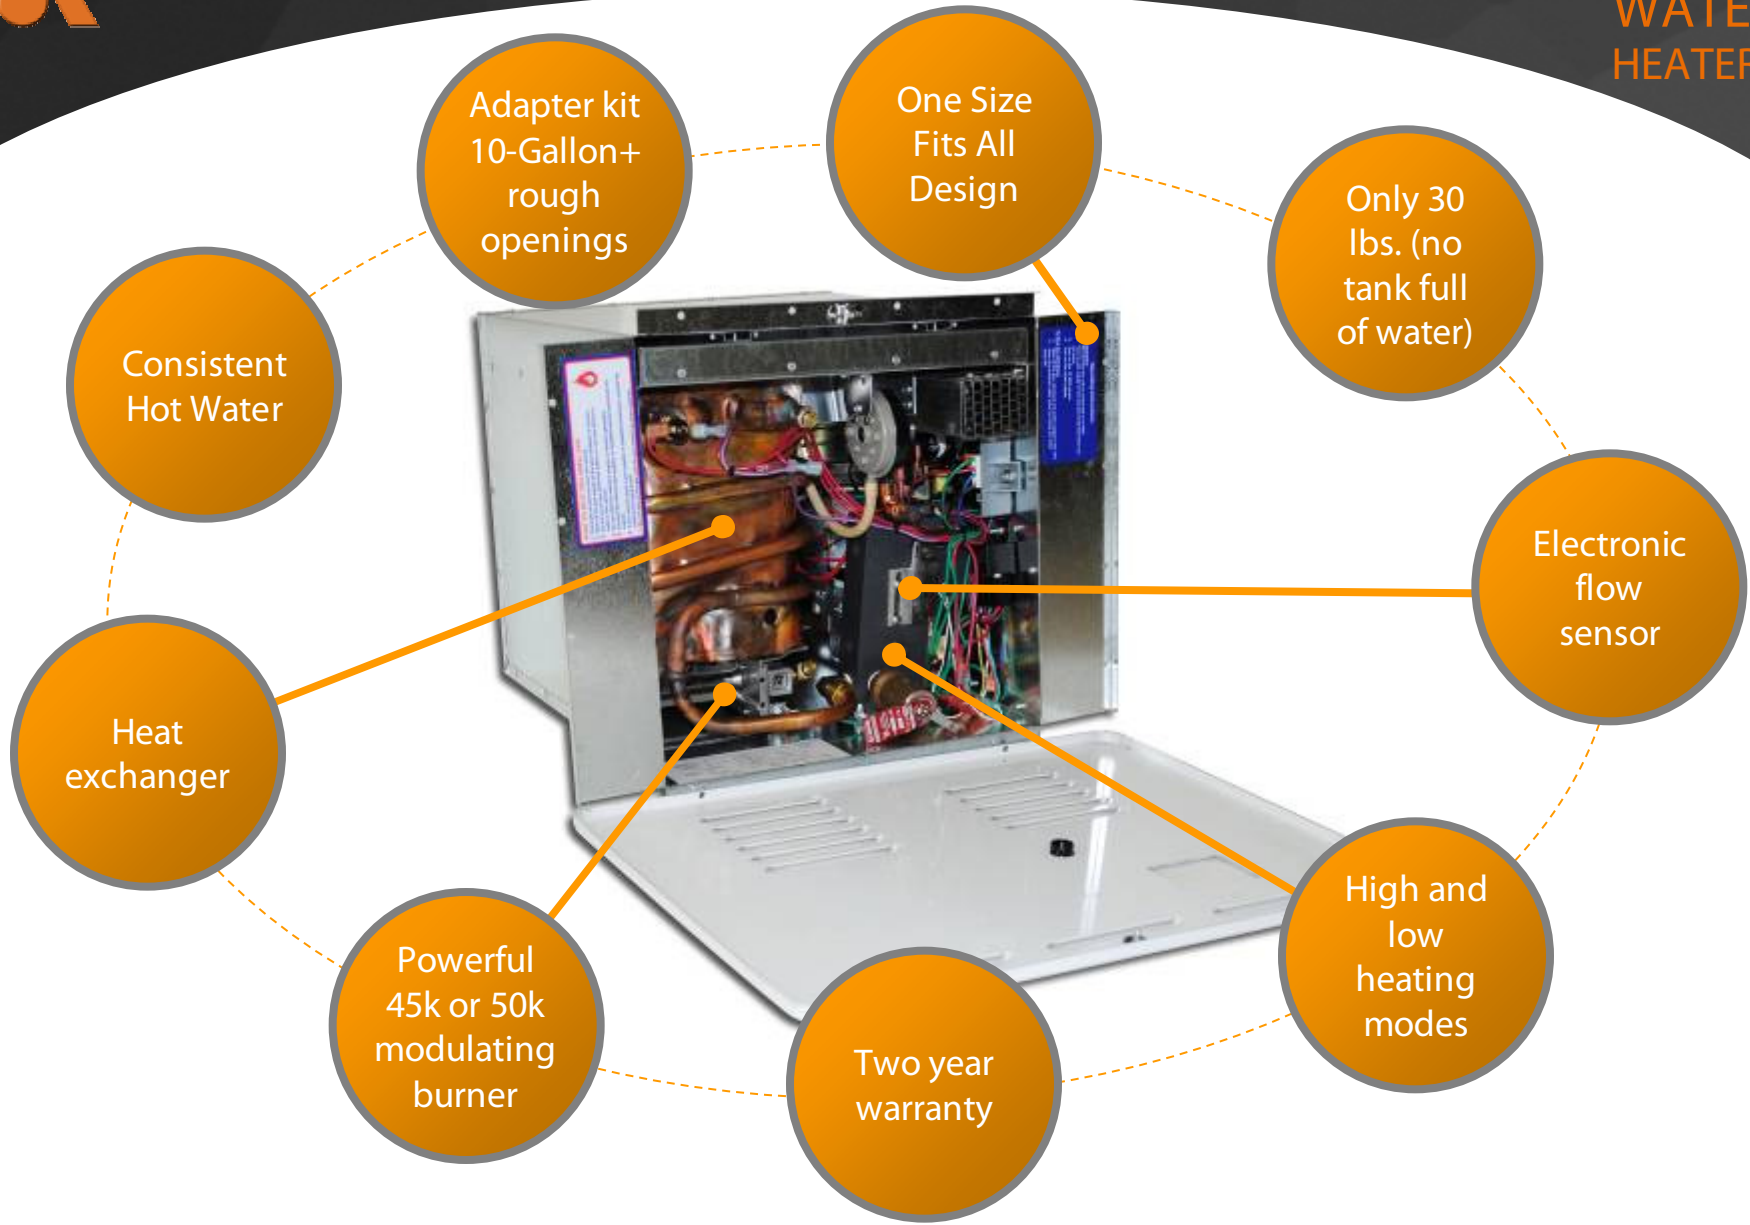 WATE
HEATER
Adapter kit
10-Gallon+
rough
openings
One Size
Fits All
Design
Only 30
lbs. (no
tank full
of water)
Consistent
Hot Water
Electronic
flow
sensor
Heat
exchanger
High and
low
heating
modes
Powerful
45k or 50k
modulating
burner
Two year
warranty